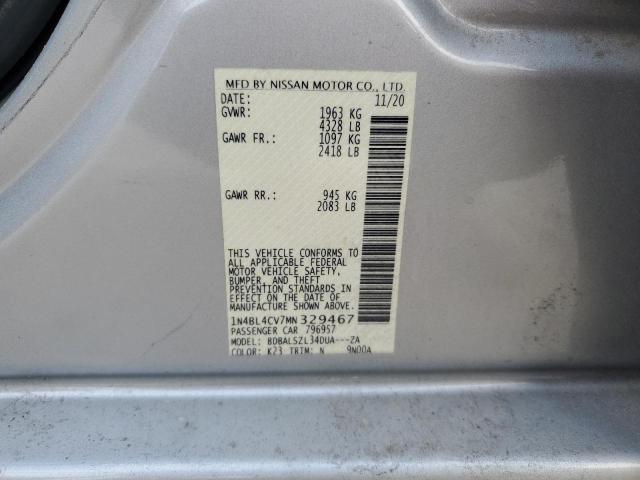 MFD BY NISSAN MOTOR CO., LTD.
DATE: 11/20
GVWR: 1963 KG
4328 LB
GAWR FR.: 1097 KG
2418 LB
GAWR RR.: 945 KG
2083 LB
THIS VEHICLE CONFORMS TO
ALL APPLICABLE FEDERAL
MOTOR VEHICLE SAFETY,
BUMPER, AND THEFT
PREVENTION STANDARDS IN
EFFECT ON THE DATE OF
MANUFACTURE SHOWN ABOVE.
1N4BL4CV7MN329467
PASSENGER CAR 796957
MODEL: BDBALSZL34DUA---ZA
COLOR: K23 TRIM: N 9N00A